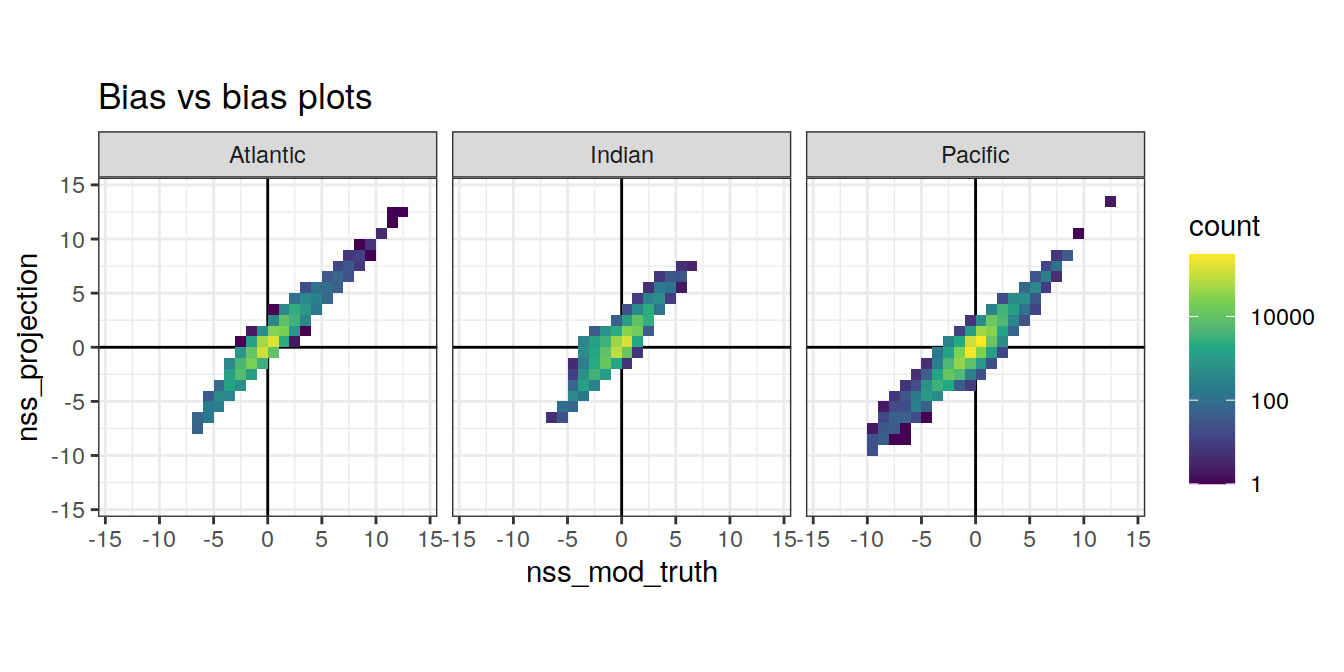 Bias vs bias plots
Atlantic Indian Pacific
15
10
5
0
-5
-10
-15
nss_projection
-15 -10 -5 0 5 10 15 -15 -10 -5 0 5 10 15 -15 -10 -5 0 5 10 15
nss_mod_truth
count
10000
100
1